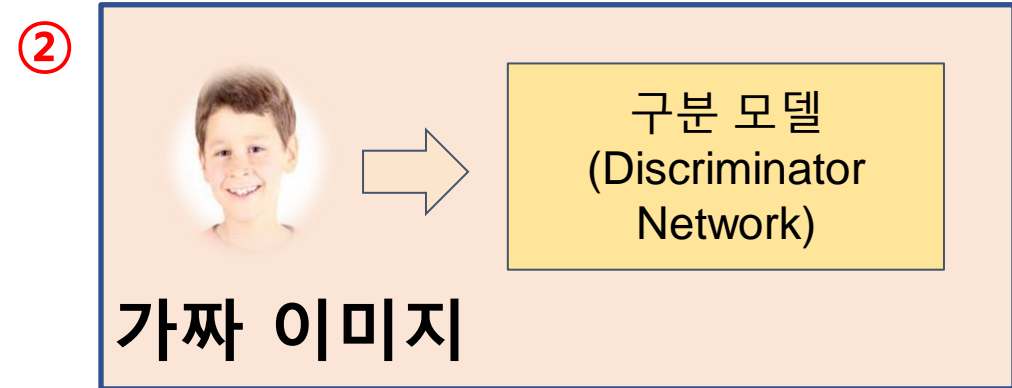 ②
구분 모델
(Discriminator
Network)
가짜 이미지